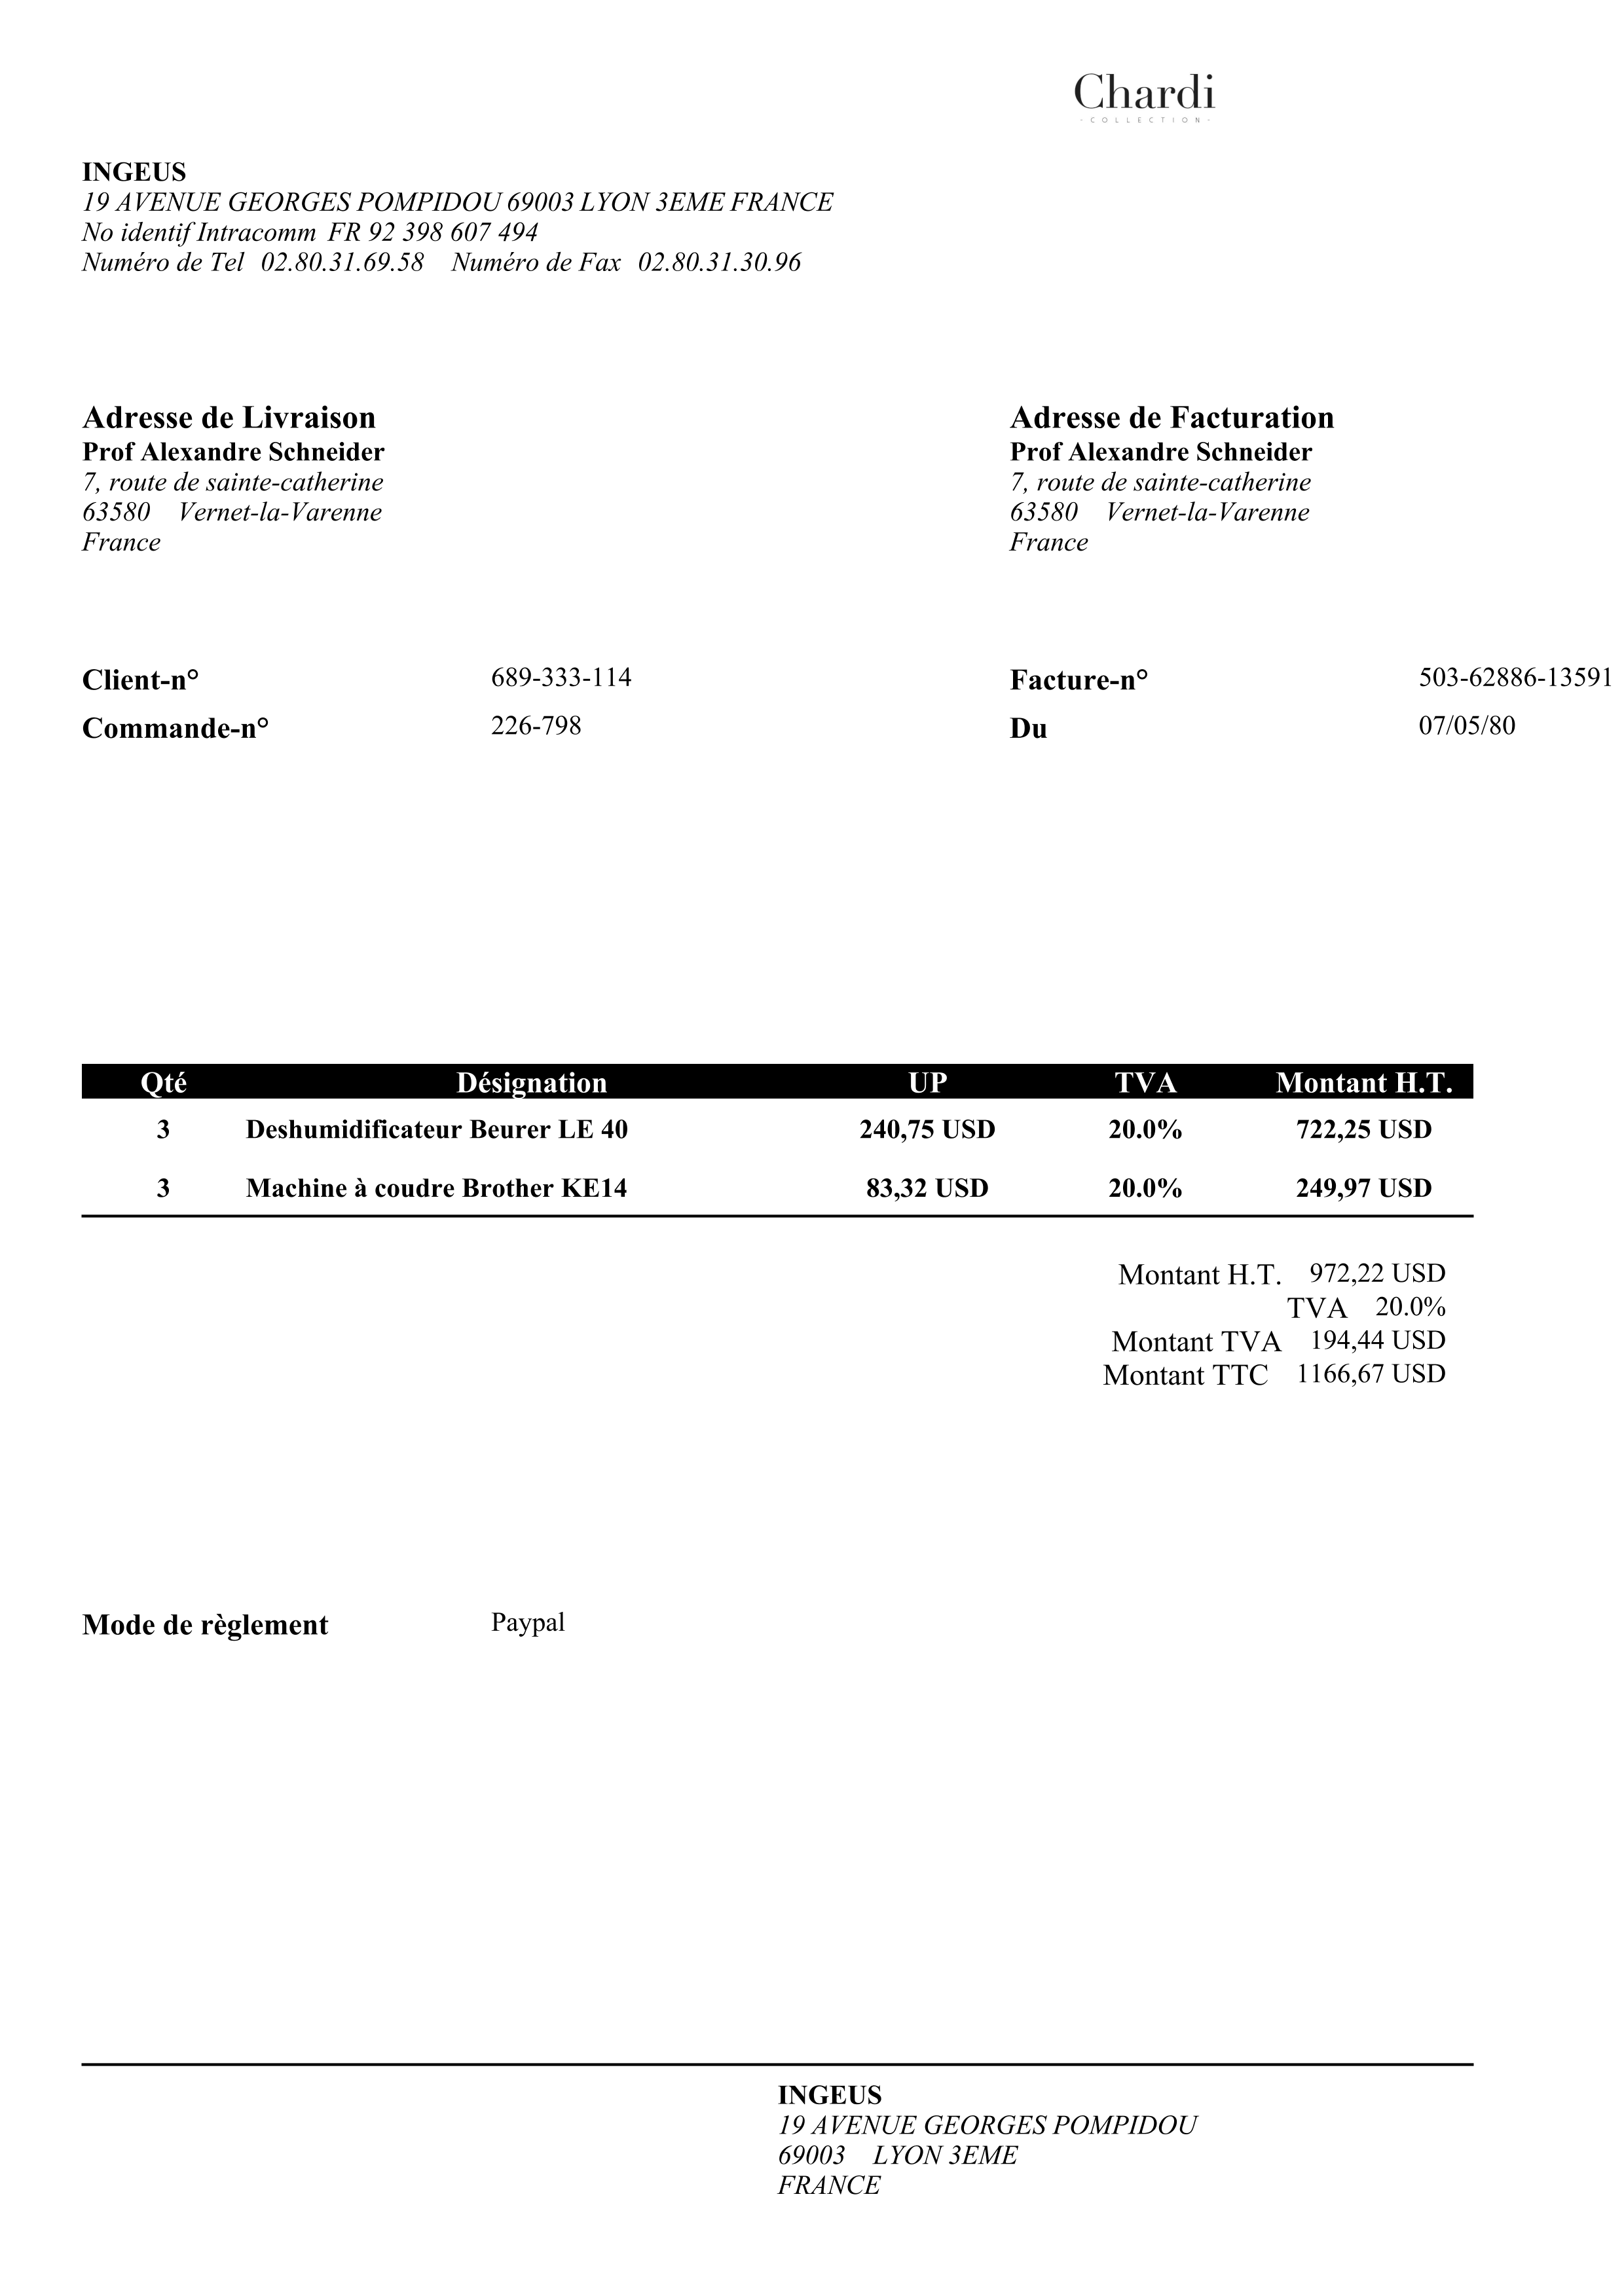 Chardi
· COLLECTION ·
INGEUS
19 AVENUE GEORGES POMPIDOU 69003 LYON 3EME FRANCE
No identif Intracomm FR 92 398 607 494
Numéro de Tel 02.80.31.69.58 Numéro de Fax 02.80.31.30.96
Adresse de Livraison
Prof Alexandre Schneider
7, route de sainte-catherine
63580 Vernet-la-Varenne
France
Adresse de Facturation
Prof Alexandre Schneider
7, route de sainte-catherine
63580 Vernet-la-Varenne
France
Client-n° 689-333-114
Commande-n° 226-798
Facture-n° 503-62886-13591
Du 07/05/80
Qté Désignation UP TVA Montant H.T.
3 Deshumidificateur Beurer LE 40 240,75 USD 20.0% 722,25 USD
3 Machine à coudre Brother KE14 83,32 USD 20.0% 249,97 USD
Montant H.T. 972,22 USD
TVA 20.0%
Montant TVA 194,44 USD
Montant TTC 1166,67 USD
Mode de règlement Paypal
INGEUS
19 AVENUE GEORGES POMPIDOU
69003 LYON 3EME
FRANCE